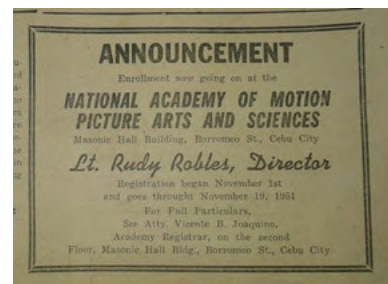 ANNOUNCEMENT
Enrollment now going on at the
NATIONAL ACADEMY OF MOTION
PICTURE ARTS AND SCIENCES
Masonic Hall Building, Borromeo St., Cebu City
Lt. Rudy Robles, Director
Registration began November 1st
and goes throught November 19, 1951
For Full Particulars,
See Atty. Vicente B. Joaquino,
Academy Registrar, on the second
Floor, Masonic Hall Bldg., Borromeo St., Cebu City